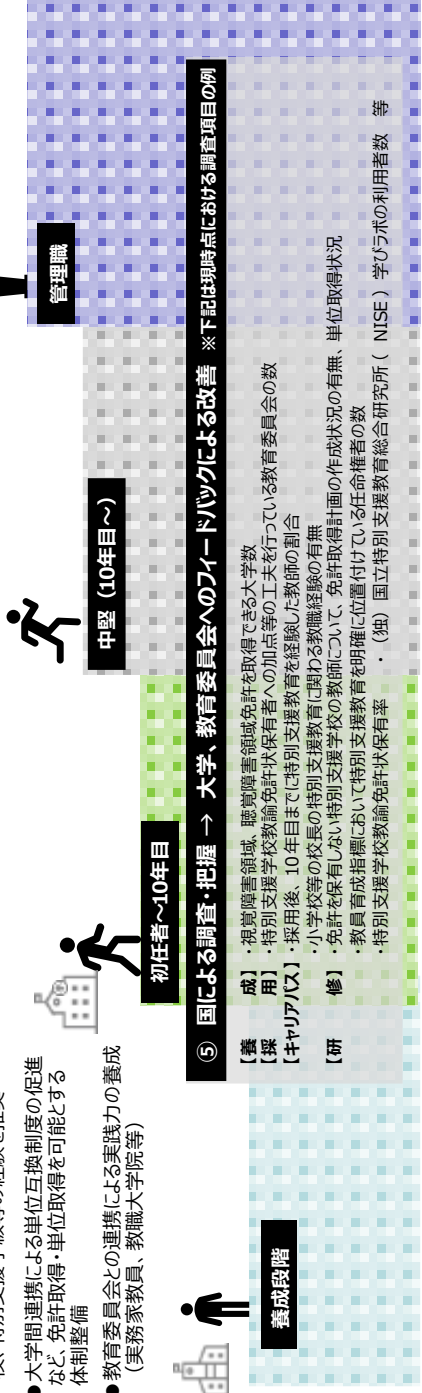 校、特別支援学級等の経験を推奨
●大学間連携による単位互換制度の促進
など、免許取得・単位取得を可能とする
体制整備
●教育委員会との連携による実践力の養成
（実務家教員、教職大学院等）
養成段階
初任者～10年目
中堅（10年目～）
管理職
⑤ 国による調査・把握 → 大学、教育委員会へのフィードバックによる改善 ※下記は現時点における調査項目の例
【養　成】・視覚障害領域、聴覚障害領域免許を取得できる大学数
【採　用】・特別支援学校教諭免許状保有者への加点等の工夫を行っている教育委員会の数
【キャリアパス】・採用後、10年目までに特別支援教育を経験した教師の割合
・小学校等の校長の特別支援教育に関わる教職経験の有無
【研　修】・免許を保有しない特別支援学校の教師について、免許取得計画の作成状況の有無、単位取得状況
・教員育成指標において特別支援教育を明確に位置付けている任命権者の数
・特別支援学校教諭免許状保有率　・（独）国立特別支援教育総合研究所（NISE）学びラボの利用者数　等